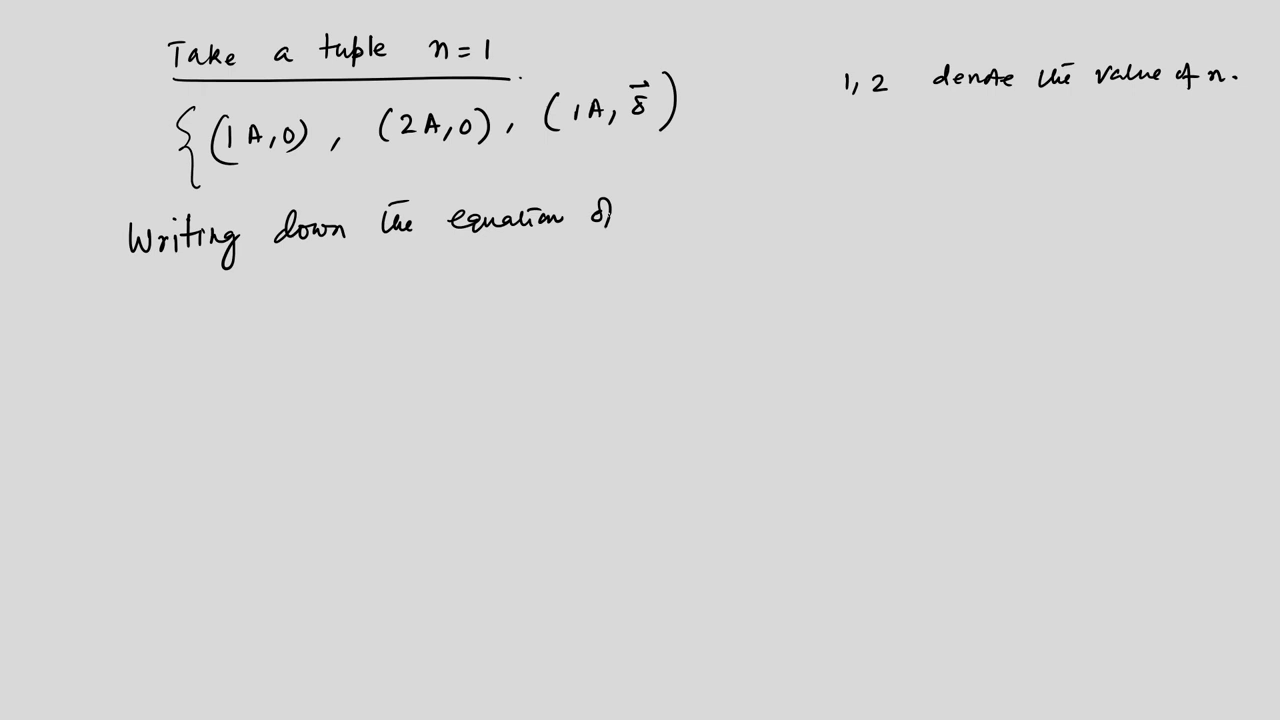 Take a tuple n = 1
{ (1A,0) , (2A,0) , (1A, δ⃗)
1, 2 denote the value of n.
Writing down the equation of